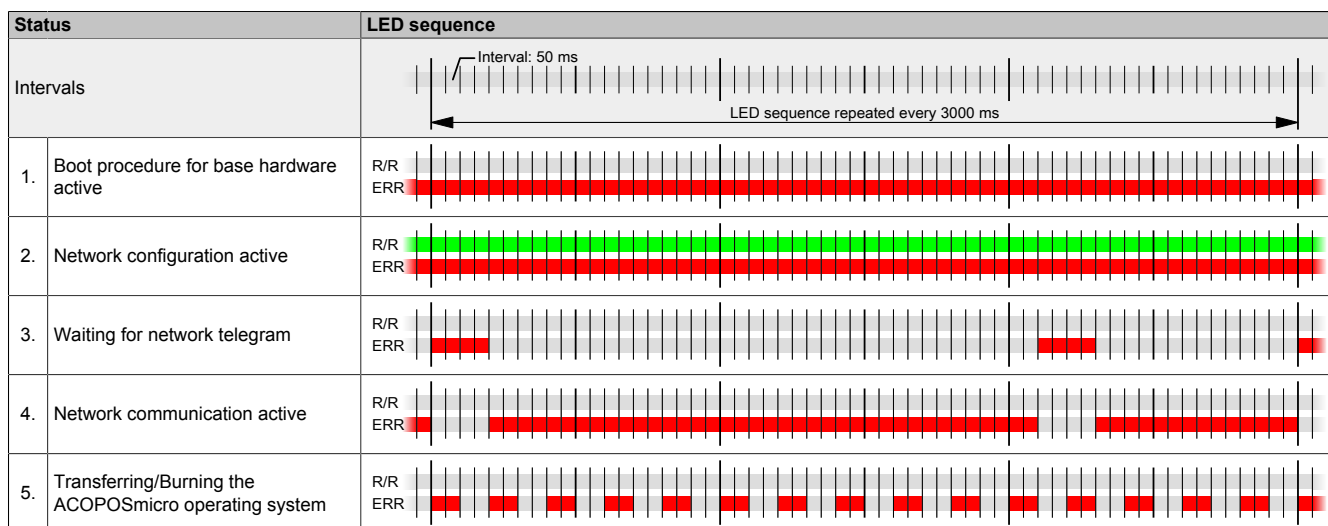 Status LED sequence
Intervals
Interval: 50 ms
LED sequence repeated every 3000 ms
1. Boot procedure for base hardware
active
R/R
ERR
2. Network configuration active
R/R
ERR
3. Waiting for network telegram
R/R
ERR
4. Network communication active
R/R
ERR
5. Transferring/Burning the
ACOPOSmicro operating system
R/R
ERR